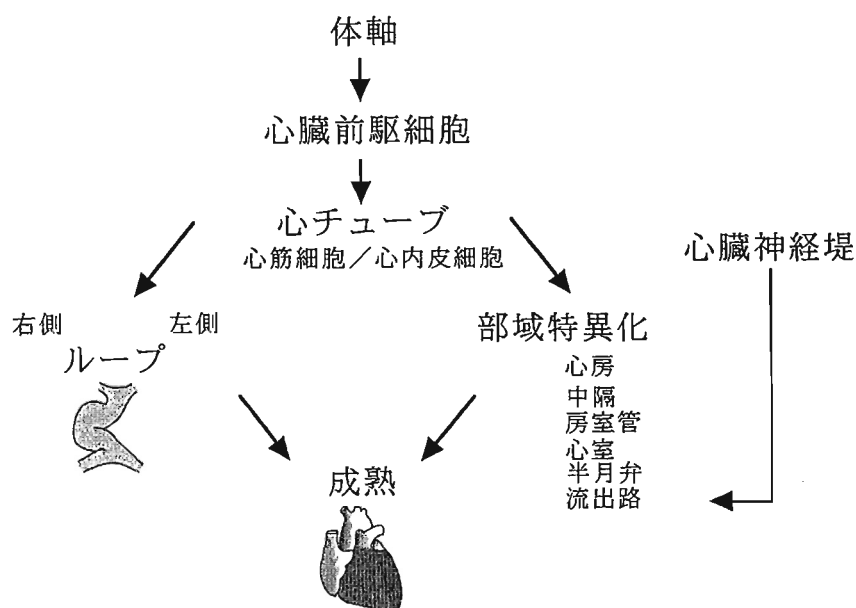 体軸
心臓前駆細胞
心チューブ
心筋細胞／心内皮細胞
心臓神経堤
右側
左側
ループ
部域特異化
心房
中隔
房室管
心室
半月弁
流出路
成熟